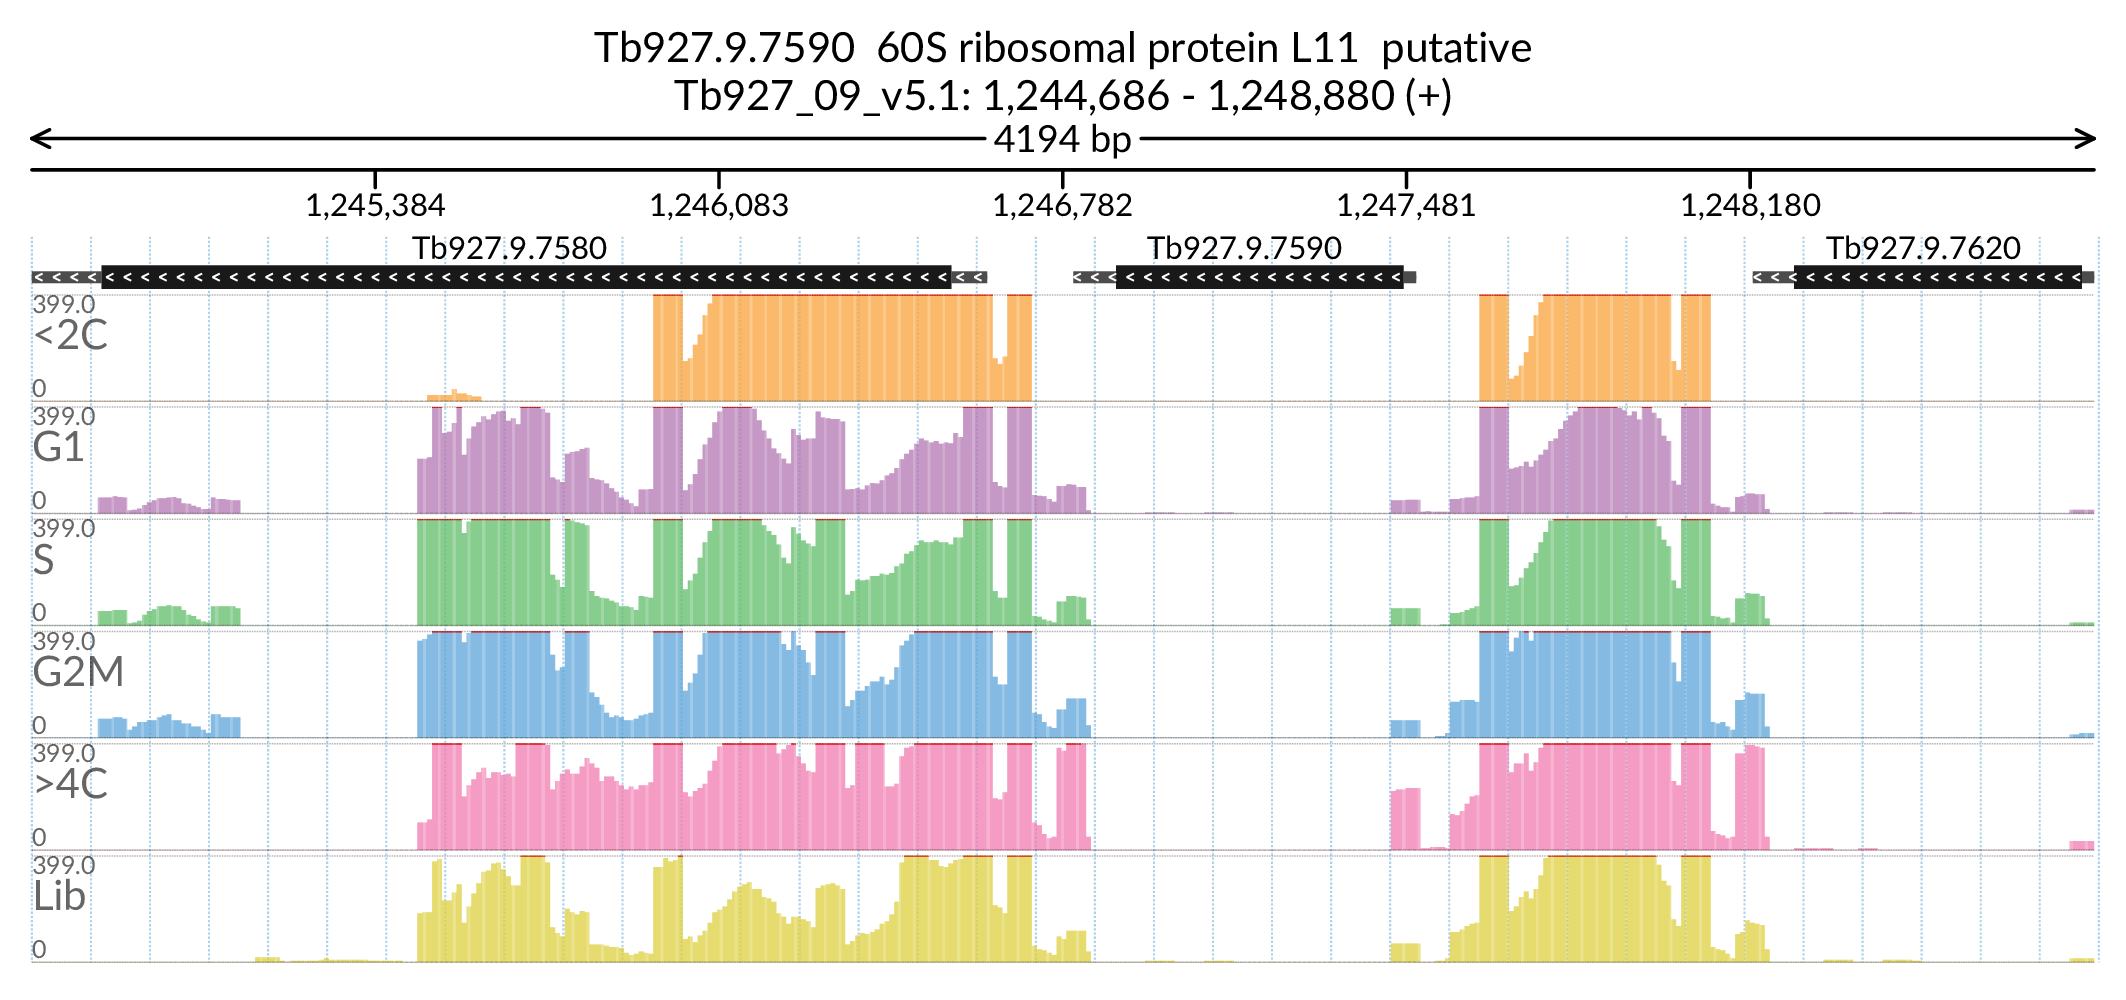 Tb927.9.7590 60S ribosomal protein L11 putative
Tb927_09_v5.1: 1,244,686 - 1,248,880 (+)
4194 bp
1,245,384 1,246,083 1,246,782 1,247,481 1,248,180
Tb927.9.7580 Tb927.9.7590 Tb927.9.7620
399.0
<2C
0
399.0
G1
0
399.0
S
0
399.0
G2M
0
399.0
>4C
0
399.0
Lib
0